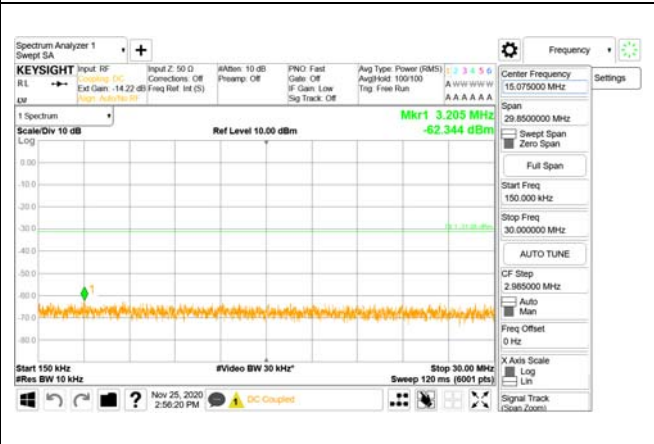 Spectrum Analyzer 1
Swept SA
Frequency
KEYSIGHT
Input: RF
Input Z: 50 Ω
#Atten: 10 dB
PNO: Fast
Avg Type: Power (RMS)
1 2 3 4 5 6
RL
Coupling: DC
Corrections: Off
Preamp: Off
Gate: Off
Avg|Hold: 100/100
A W W W W W
Ext Gain: -14.22 dB
Freq Ref: Int (S)
IF Gain: Low
Trig: Free Run
Align: Auto/No RF
Sig Track: Off
A A A A A A
1 Spectrum
Mkr1 3.205 MHz
Scale/Div 10 dB
Ref Level 10.00 dBm
-62.344 dBm
Log
0.00
-10.0
-20.0
-30.0
-40.0
-50.0
-60.0
-70.0
-80.0
1
Start 150 kHz
#Video BW 30 kHz*
Stop 30.00 MHz
#Res BW 10 kHz
Sweep 120 ms (6001 pts)
Nov 25, 2020
2:56:20 PM
?
1
DC Coupled
Center Frequency
15.075000 MHz
Settings
Span
29.8500000 MHz
Swept Span
Zero Span
Full Span
Start Freq
150.000 kHz
Stop Freq
30.000000 MHz
AUTO TUNE
CF Step
2.985000 MHz
Auto
Man
Freq Offset
0 Hz
X Axis Scale
Log
Lin
Signal Track
(Span Zoom)